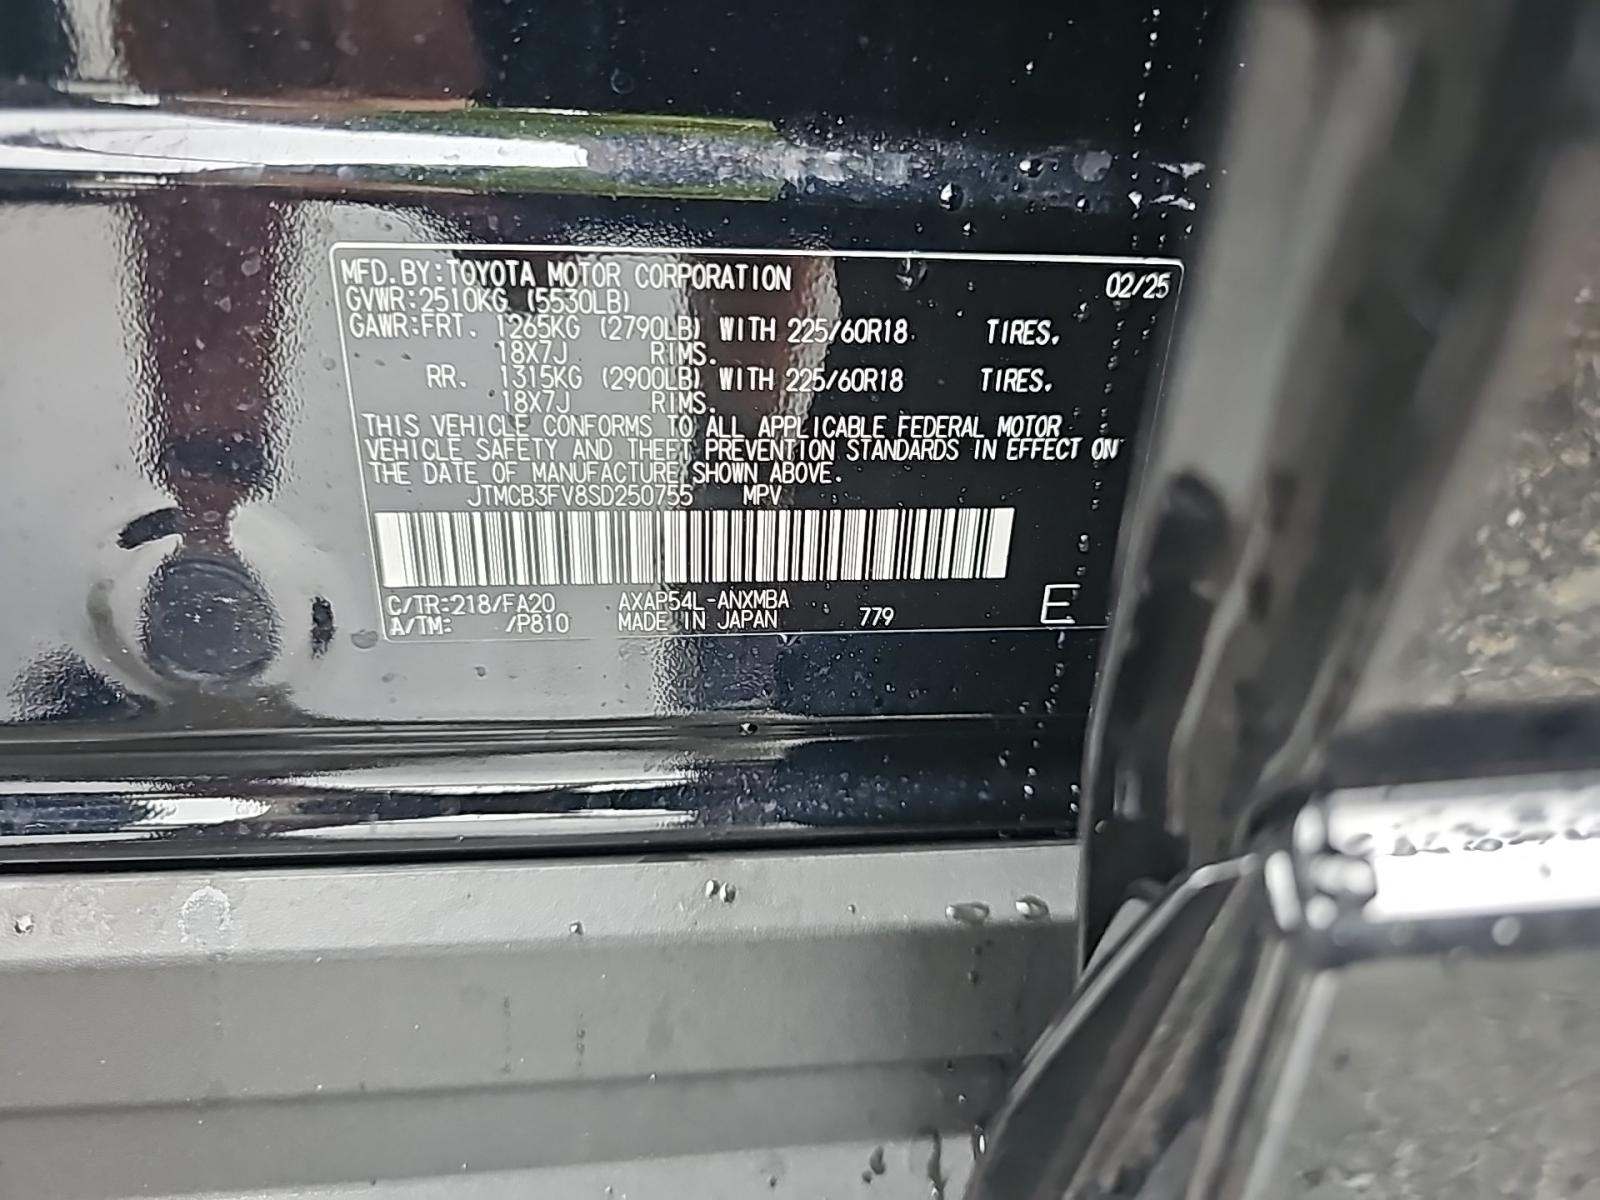 MFD.BY:TOYOTA MOTOR CORPORATION 02/25
GVWR:2510KG (5530LB)
GAWR:FRT. 1265KG (2790LB) WITH 225/60R18 TIRES.
18X7J RIMS.
RR. 1315KG (2900LB) WITH 225/60R18 TIRES.
18X7J RIMS.
THIS VEHICLE CONFORMS TO ALL APPLICABLE FEDERAL MOTOR
VEHICLE SAFETY AND THEFT PREVENTION STANDARDS IN EFFECT ON
THE DATE OF MANUFACTURE SHOWN ABOVE.
JTMCB3FV8SD250755 MPV
C/TR:218/FA20 AXAP54L-ANXMBA
A/TM: /P810 MADE IN JAPAN 779 E